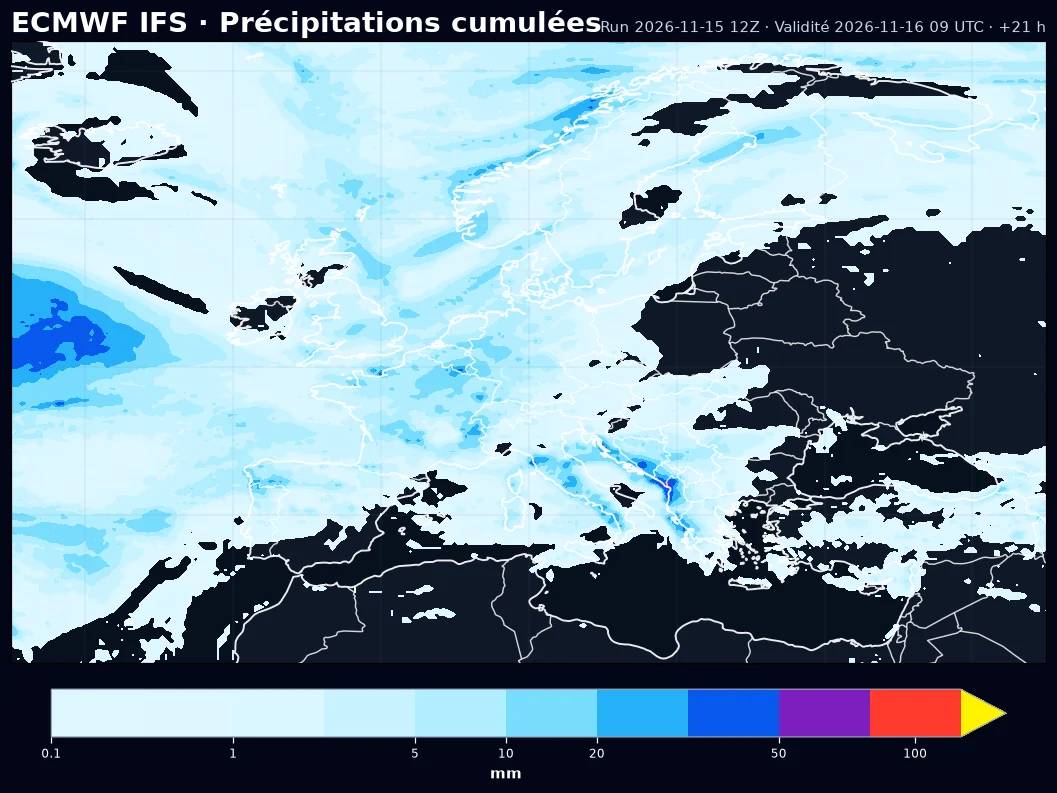 ECMWF IFS · Précipitations cumulées Run 2026-11-15 12Z · Validité 2026-11-16 09 UTC · +21 h
0.1 1 5 10 20 50 100
mm